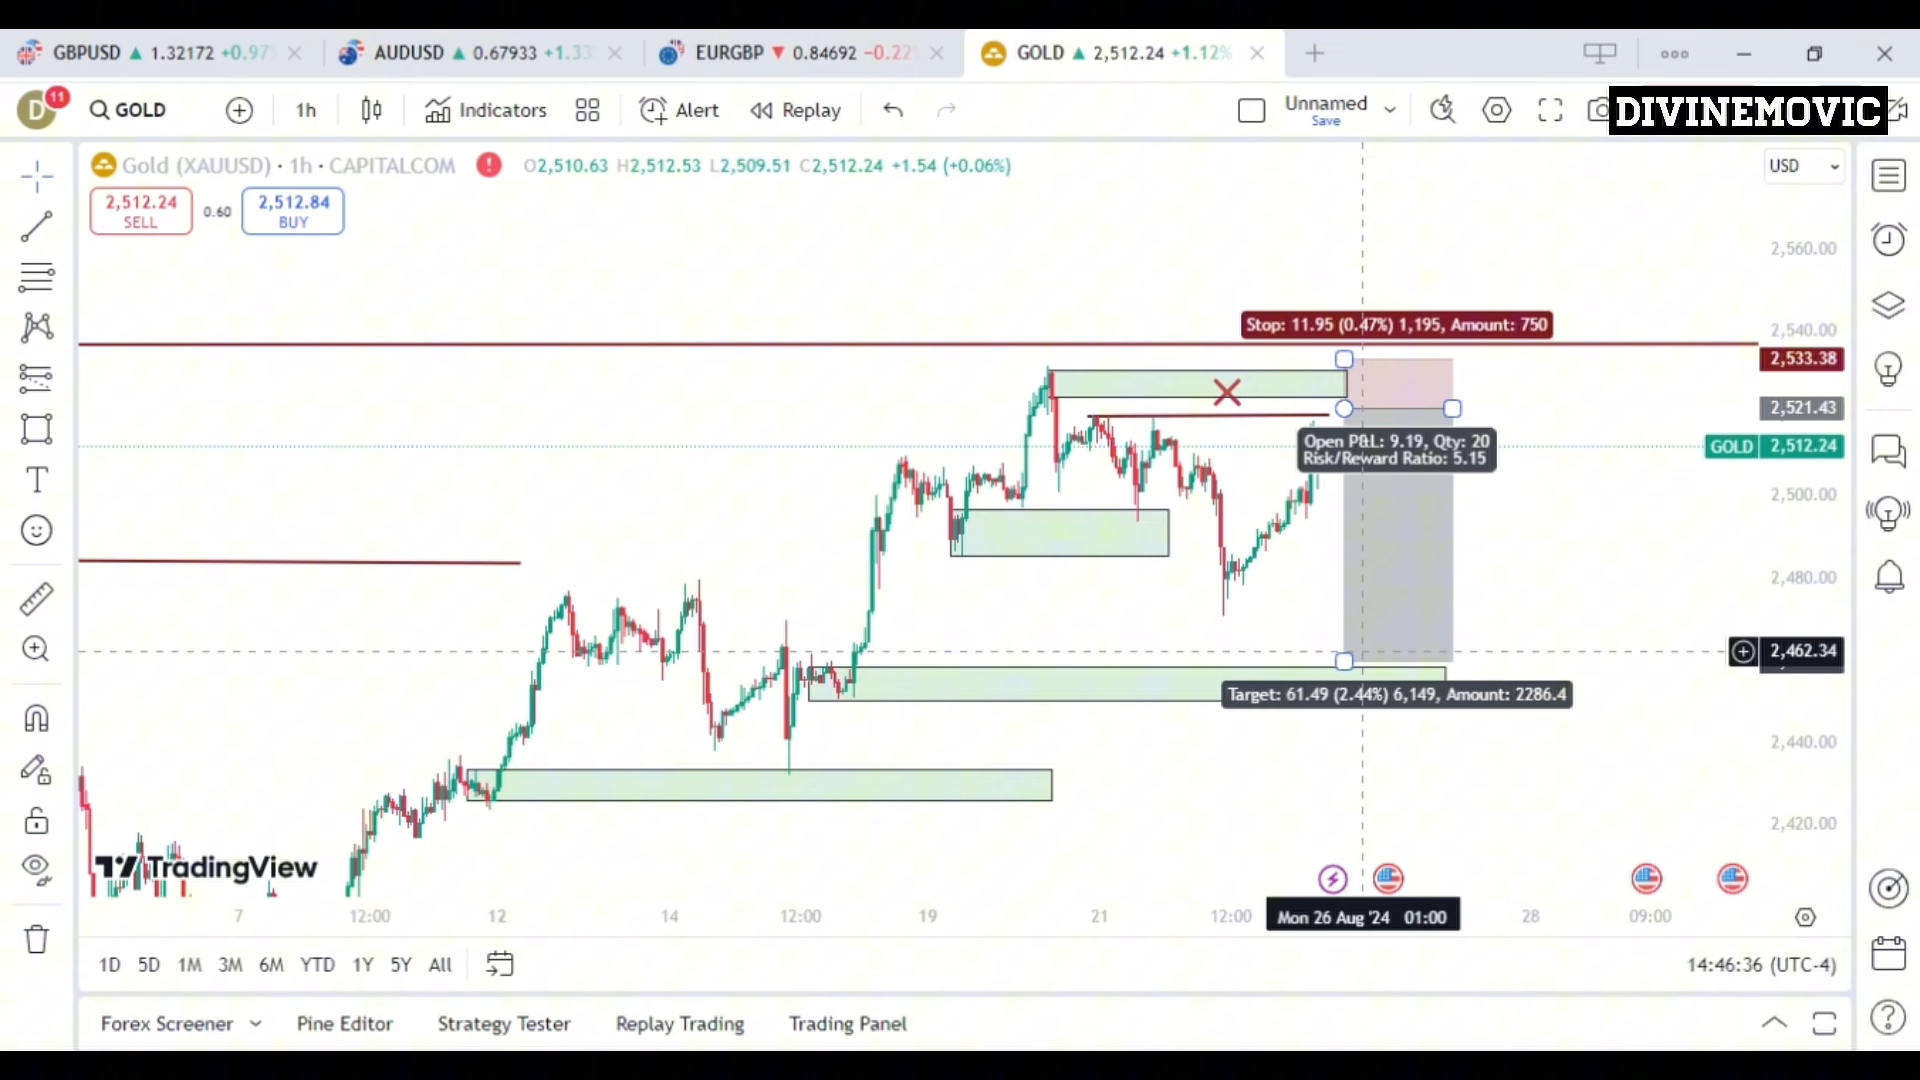 GBPUSD 1.32172 +0.97
AUDUSD 0.67933 +1.33
EURGBP 0.84692 −0.22
GOLD 2,512.24 +1.12%
D 11 GOLD 1h Indicators Alert Replay Unnamed
Save
DIVINEMOVIC
Gold (XAUUSD) · 1h · CAPITALCOM O2,510.63 H2,512.53 L2,509.51 C2,512.24 +1.54 (+0.06%)
USD
2,512.24
SELL
0.60
2,512.84
BUY
2,560.00
Stop: 11.95 (0.47%) 1,195, Amount: 750
2,540.00
2,533.38
2,521.43
Open P&L: 9.19, Qty: 20
Risk/Reward Ratio: 5.15
GOLD 2,512.24
2,500.00
2,480.00
2,462.34
Target: 61.49 (2.44%) 6,149, Amount: 2286.4
2,440.00
2,420.00
TradingView
7 12:00 12 14 12:00 19 21 12:00 Mon 26 Aug '24 01:00 28 09:00
1D 5D 1M 3M 6M YTD 1Y 5Y All 14:46:36 (UTC-4)
Forex Screener Pine Editor Strategy Tester Replay Trading Trading Panel